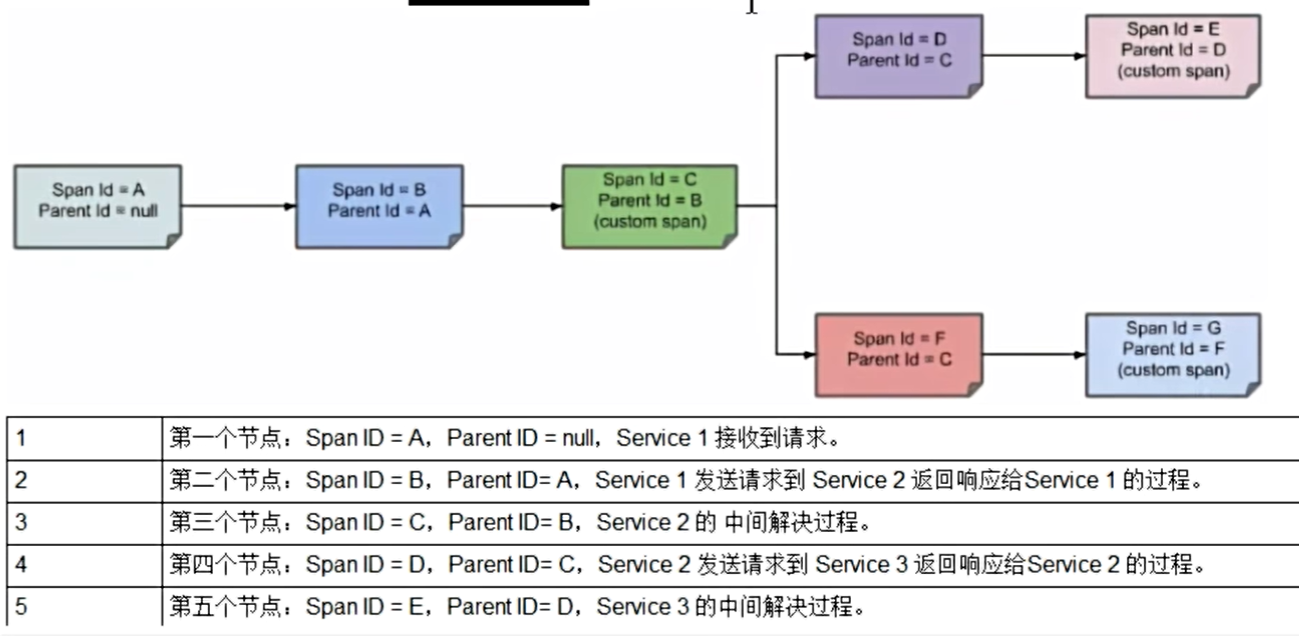 Span Id = D
Parent Id = C
Span Id = E
Parent Id = D
(custom span)
Span Id = A
Parent Id = null
Span Id = B
Parent Id = A
Span Id = C
Parent Id = B
(custom span)
Span Id = F
Parent Id = C
Span Id = G
Parent Id = F
(custom span)
1 第一个节点：Span ID = A，Parent ID = null，Service 1 接收到请求。
2 第二个节点：Span ID = B，Parent ID= A，Service 1 发送请求到 Service 2 返回响应给Service 1 的过程。
3 第三个节点：Span ID = C，Parent ID= B，Service 2 的 中间解决过程。
4 第四个节点：Span ID = D，Parent ID= C，Service 2 发送请求到 Service 3 返回响应给Service 2 的过程。
5 第五个节点：Span ID = E，Parent ID= D，Service 3 的中间解决过程。